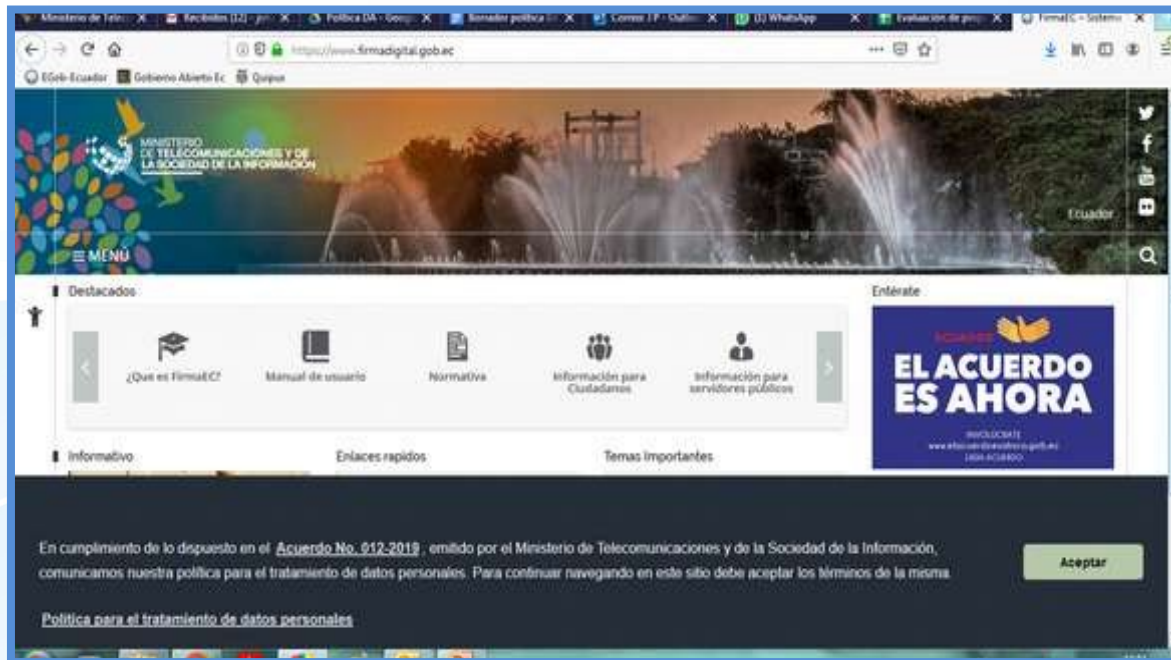 Ministerio de Telec
Recibidos (12) - jo
Política DA - Goog
Borrador política
Correo
WhatsApp
Evaluación de pro
FirmaEC - Sistema
https://www.firmadigital.gob.ec
EGob Ecuador
Gobierno Abierto Ec
Quipux
MINISTERIO
DE TELECOMUNICACIONES Y DE
LA SOCIEDAD DE LA INFORMACIÓN
Ecuador
MENÚ
Destacados
¿Que es FirmaEC?
Manual de usuario
Normativa
Información para
Ciudadanos
Información para
servidores públicos
Entérate
ECUADOR
EL ACUERDO
ES AHORA
INVOLÚCRATE
Informativo
Enlaces rapidos
Temas Importantes
En cumplimiento de lo dispuesto en el Acuerdo No. 012-2019 , emitido por el Ministerio de Telecomunicaciones y de la Sociedad de la Información,
comunicamos nuestra política para el tratamiento de datos personales. Para continuar navegando en este sitio debe aceptar los términos de la misma.
Aceptar
Política para el tratamiento de datos personales